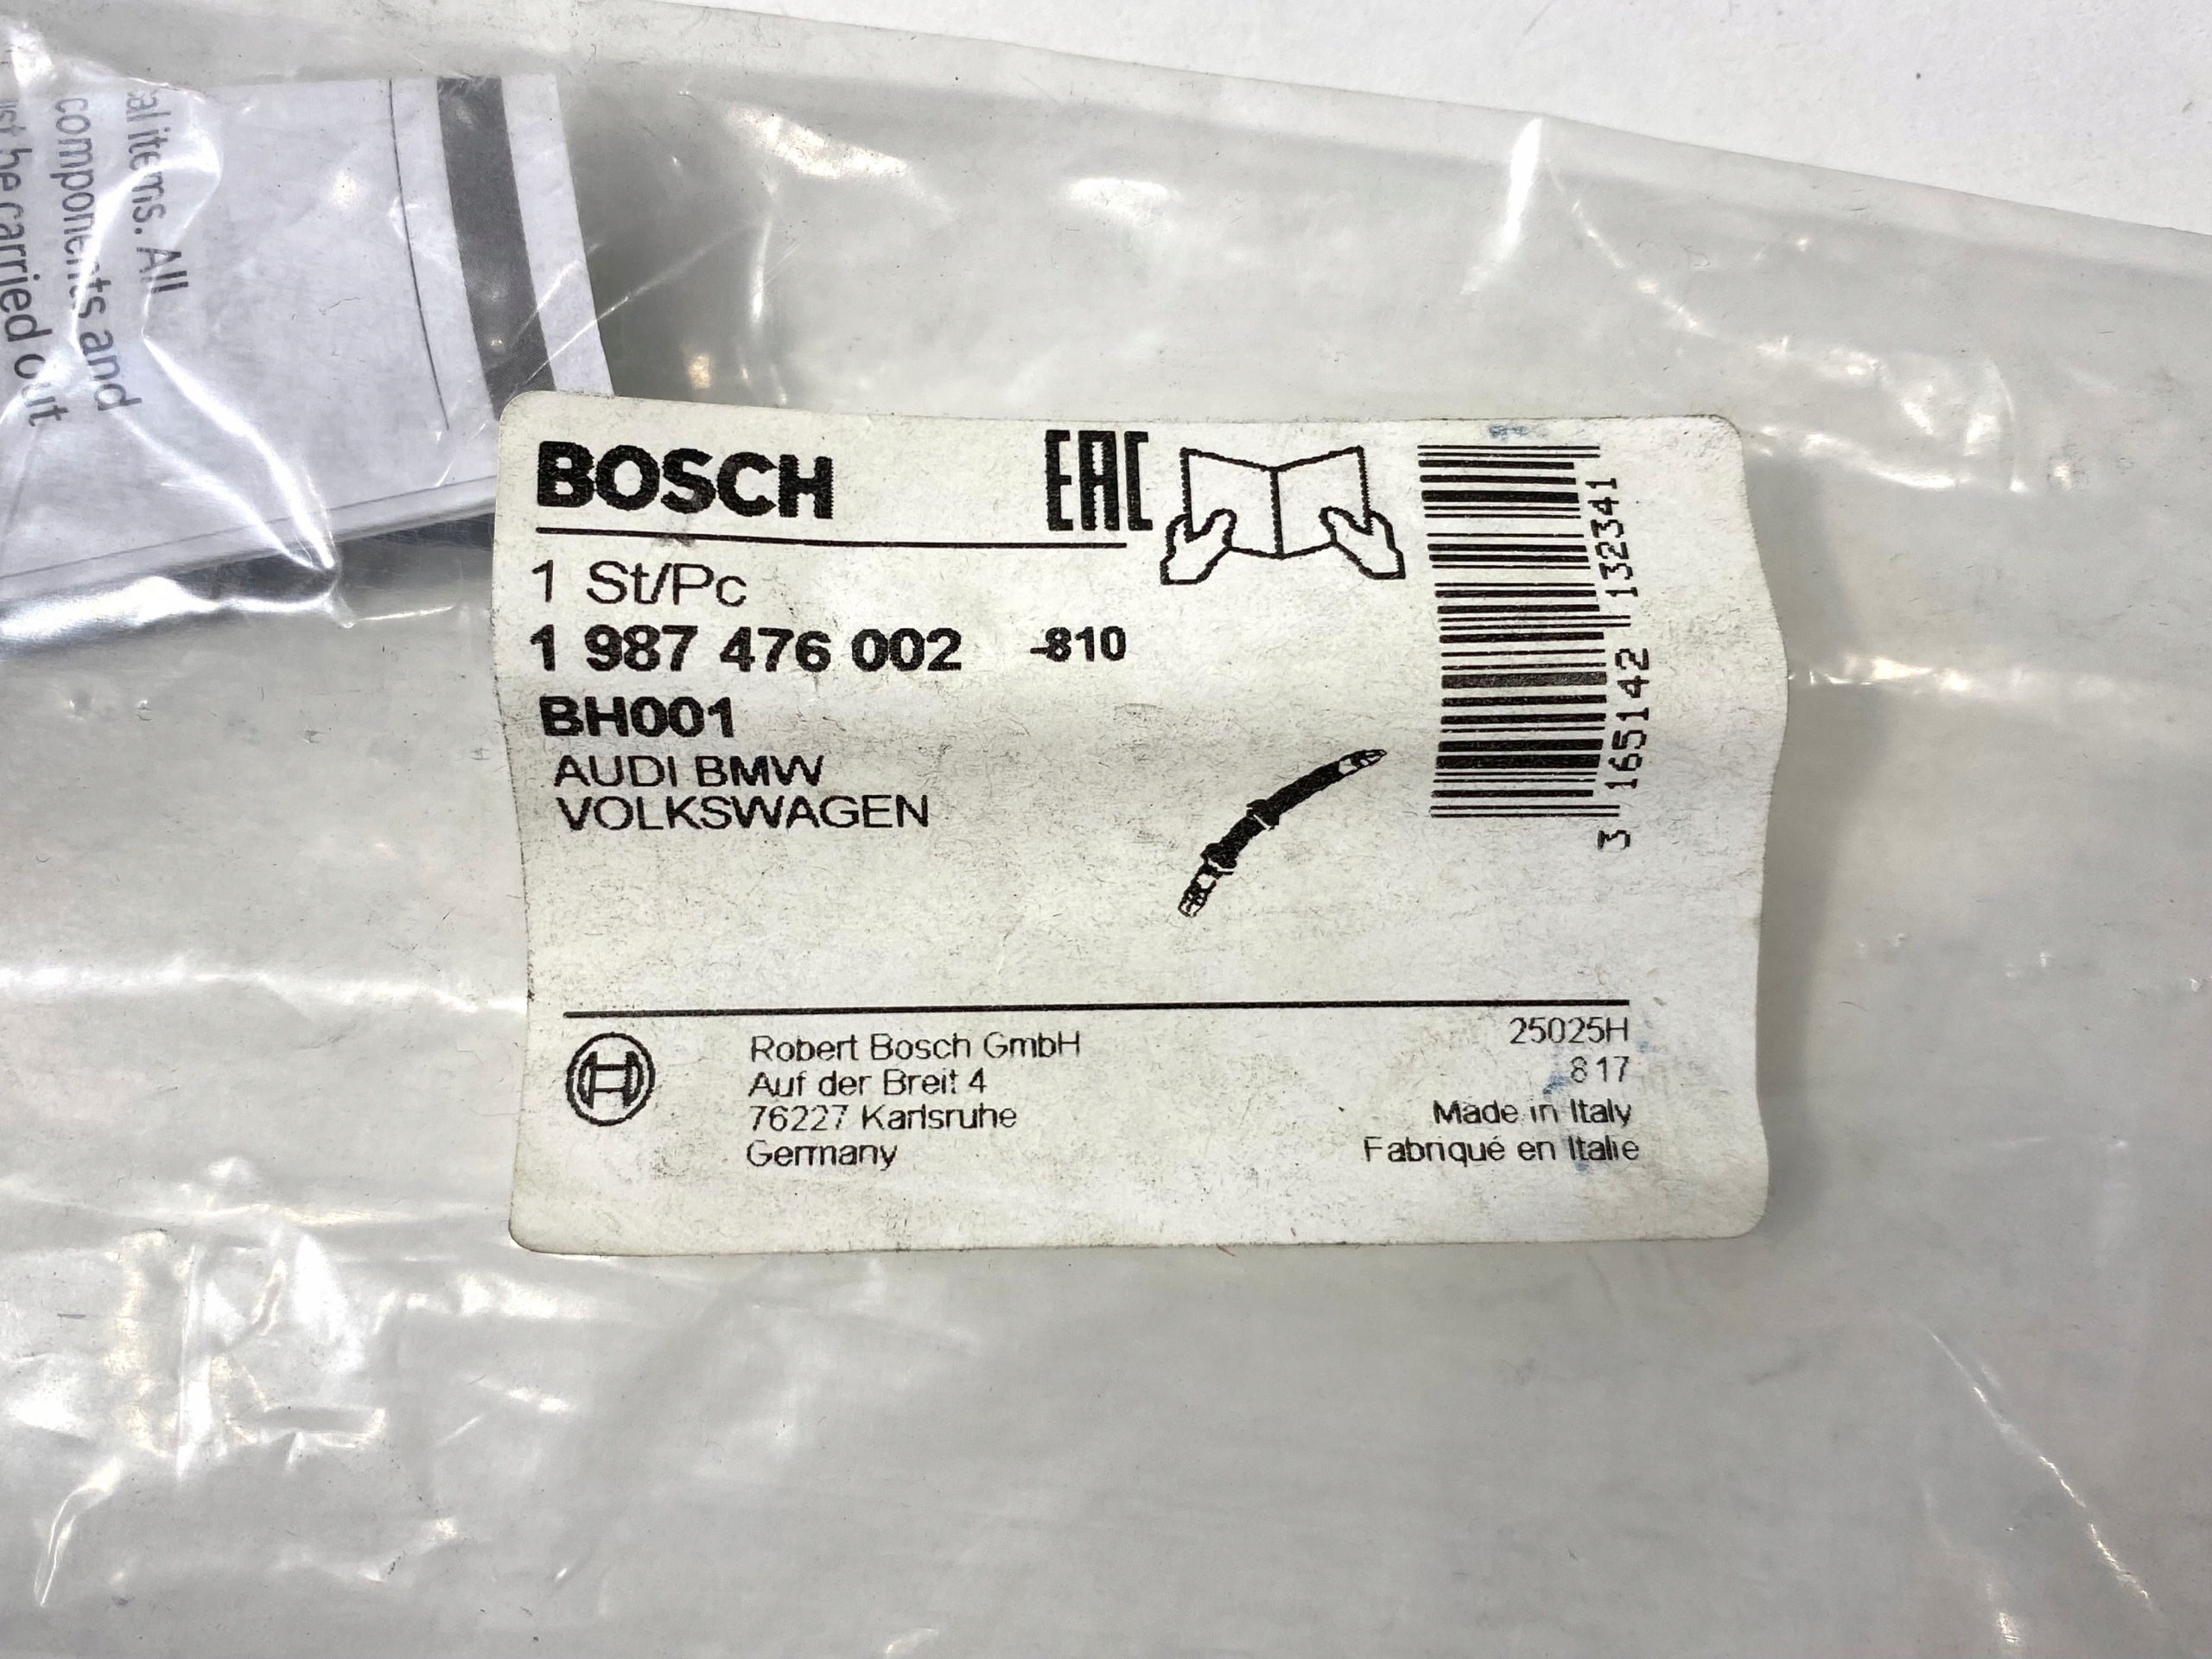 al items. All
components and
be carried out
BOSCH
EAC
1 St/Pc
1 987 476 002 -810
BH001
AUDI BMW
VOLKSWAGEN
3 165142 132341
Robert Bosch GmbH
Auf der Breit 4
76227 Karlsruhe
Germany
25025H
817
Made in Italy
Fabriqué en Italie